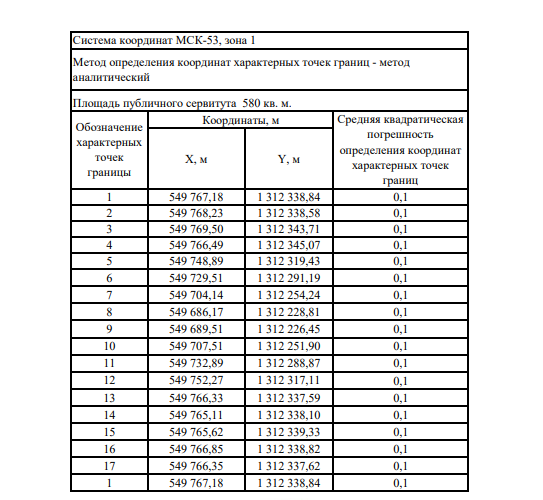 Система координат МСК-53, зона 1
Метод определения координат характерных точек границ - метод
аналитический
Площадь публичного сервитута  580 кв. м.
Обозначение характерных точек границы | Координаты, м | Средняя квадратическая погрешность определения координат характерных точек границ
X, м | Y, м
1 | 549 767,18 | 1 312 338,84 | 0,1
2 | 549 768,23 | 1 312 338,58 | 0,1
3 | 549 769,50 | 1 312 343,71 | 0,1
4 | 549 766,49 | 1 312 345,07 | 0,1
5 | 549 748,89 | 1 312 319,43 | 0,1
6 | 549 729,51 | 1 312 291,19 | 0,1
7 | 549 704,14 | 1 312 254,24 | 0,1
8 | 549 686,17 | 1 312 228,81 | 0,1
9 | 549 689,51 | 1 312 226,45 | 0,1
10 | 549 707,51 | 1 312 251,90 | 0,1
11 | 549 732,89 | 1 312 288,87 | 0,1
12 | 549 752,27 | 1 312 317,11 | 0,1
13 | 549 766,33 | 1 312 337,59 | 0,1
14 | 549 765,11 | 1 312 338,10 | 0,1
15 | 549 765,62 | 1 312 339,33 | 0,1
16 | 549 766,85 | 1 312 338,82 | 0,1
17 | 549 766,35 | 1 312 337,62 | 0,1
1 | 549 767,18 | 1 312 338,84 | 0,1